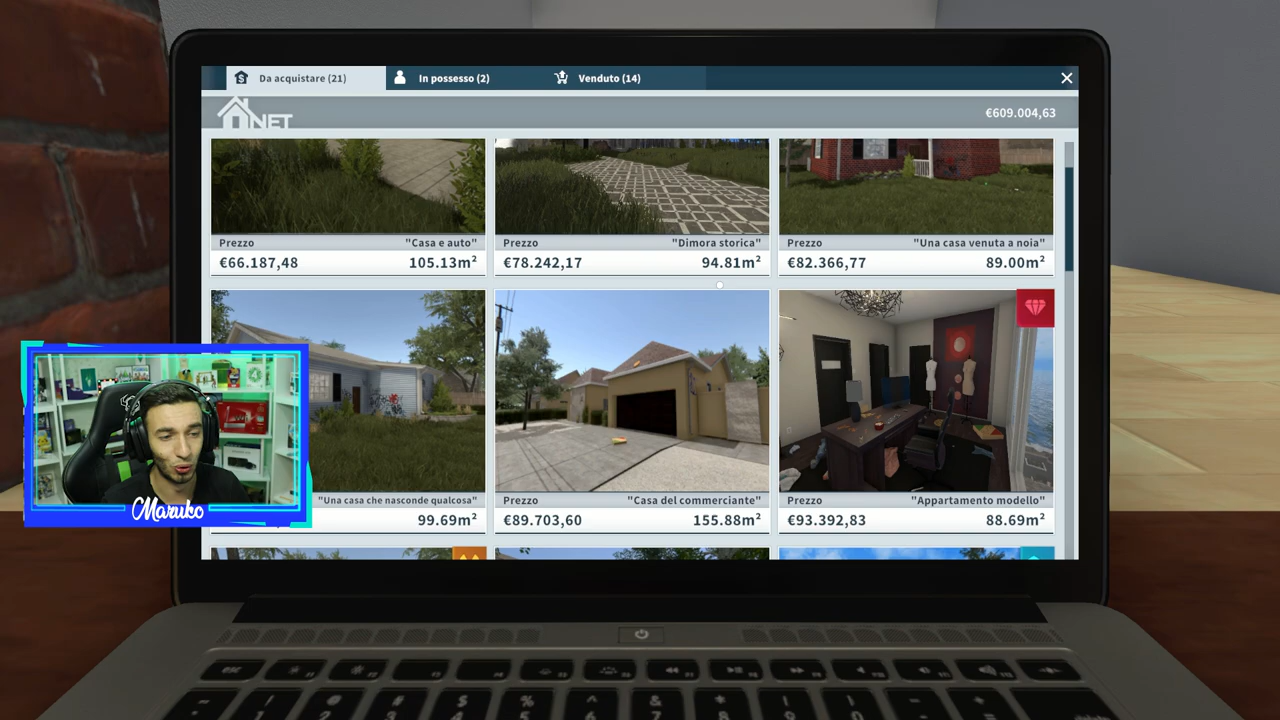 Da acquistare (21)
In possesso (2)
Venduto (14)
NET
€609.004,63
Prezzo
"Casa e auto"
€66.187,48
105.13m²
Prezzo
"Dimora storica"
€78.242,17
94.81m²
Prezzo
"Una casa venuta a noia"
€82.366,77
89.00m²
"Una casa che nasconde qualcosa"
99.69m²
Prezzo
"Casa del commerciante"
€89.703,60
155.88m²
Prezzo
"Appartamento modello"
€93.392,83
88.69m²
Maruko
esc